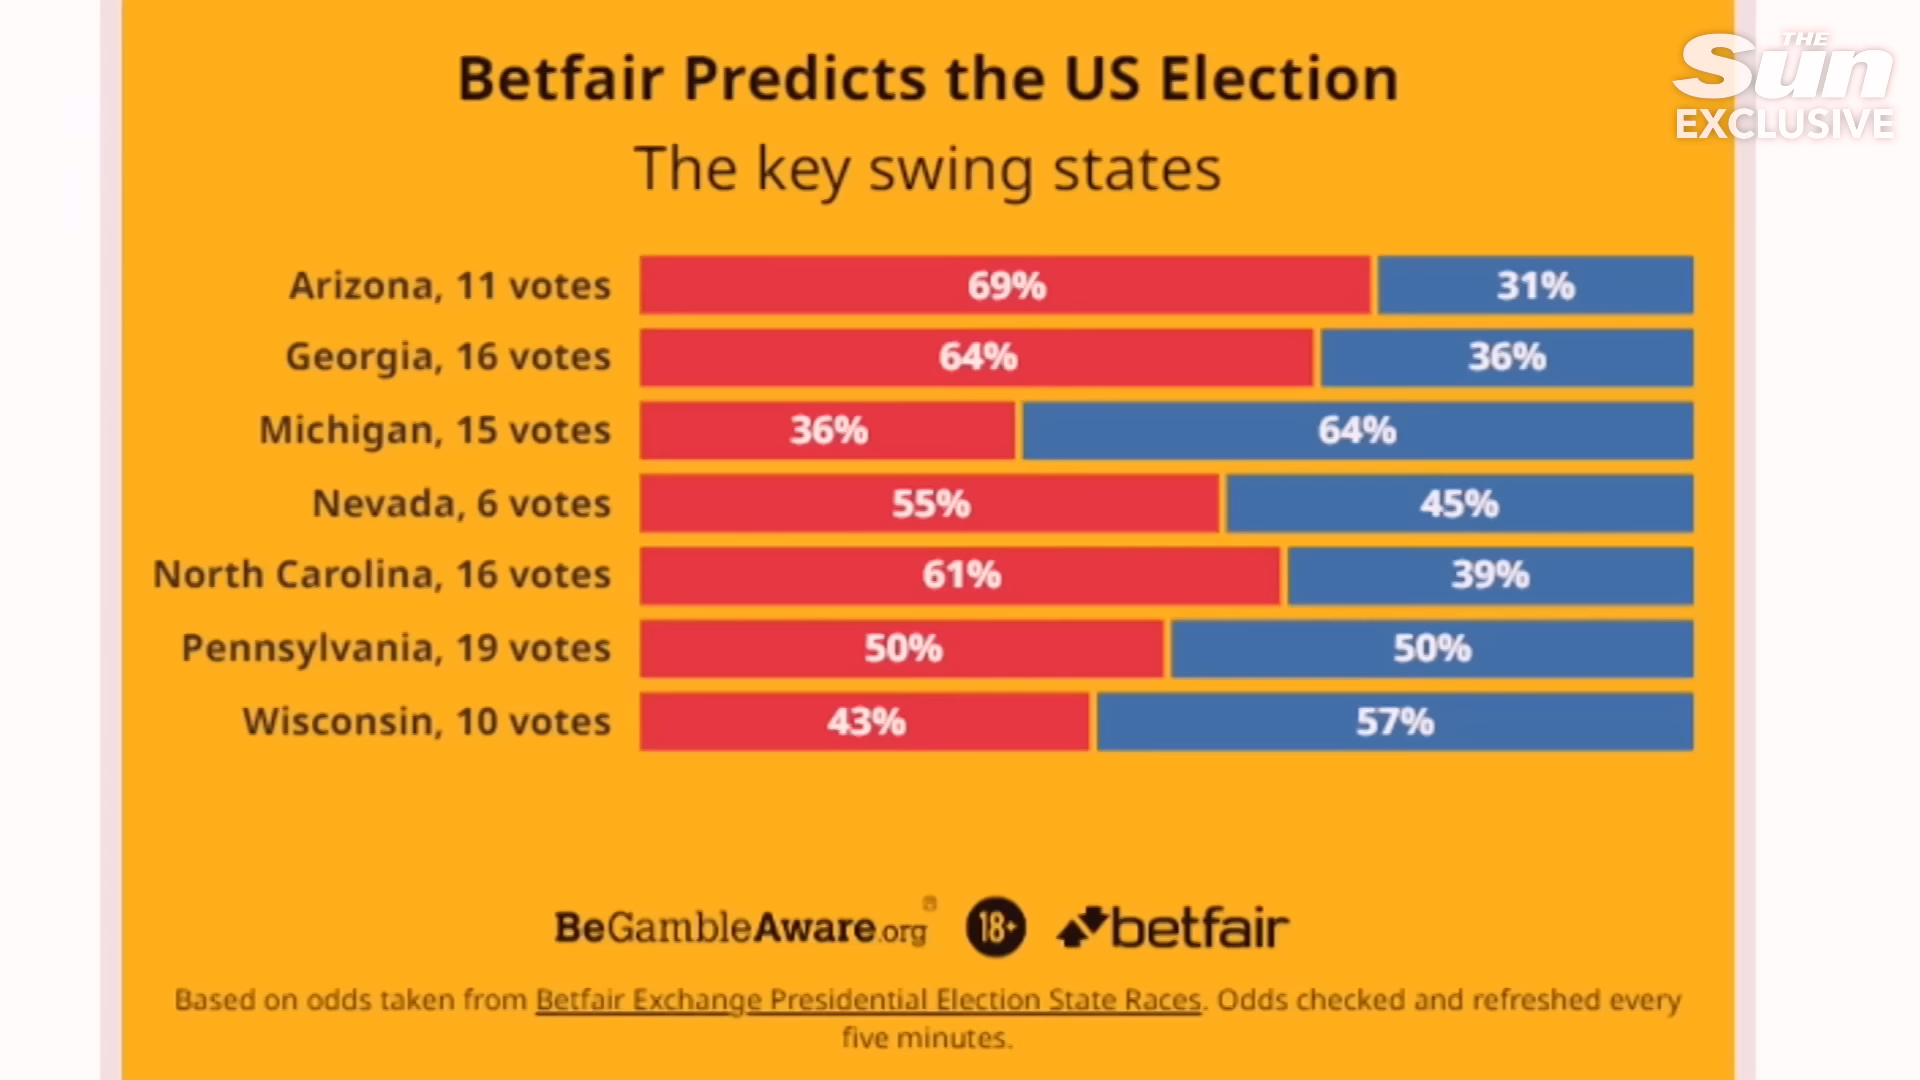 THE
Sun
EXCLUSIVE
Betfair Predicts the US Election
The key swing states
Arizona, 11 votes 69% 31%
Georgia, 16 votes 64% 36%
Michigan, 15 votes 36% 64%
Nevada, 6 votes 55% 45%
North Carolina, 16 votes 61% 39%
Pennsylvania, 19 votes 50% 50%
Wisconsin, 10 votes 43% 57%
BeGambleAware.org® 18+ betfair
Based on odds taken from Betfair Exchange Presidential Election State Races. Odds checked and refreshed every
five minutes.